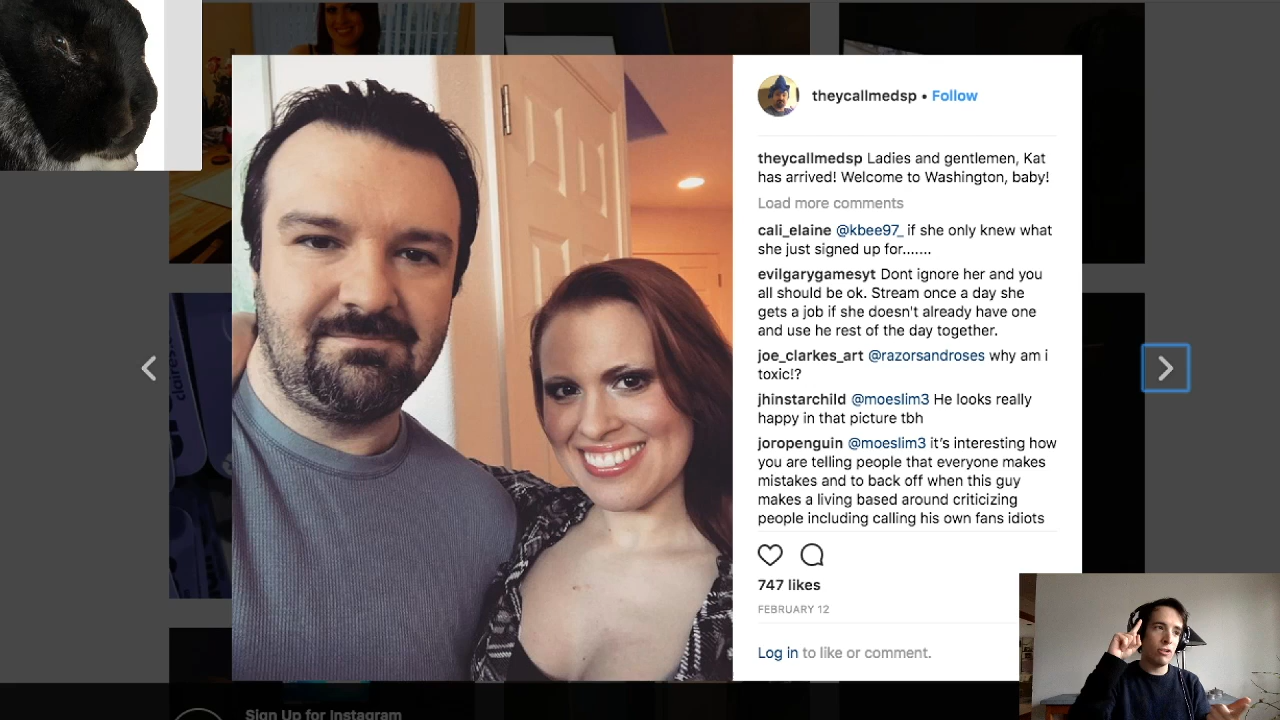 theycallmedsp • Follow
theycallmedsp Ladies and gentlemen, Kat
has arrived! Welcome to Washington, baby!
Load more comments
cali_elaine @kbee97_ if she only knew what
she just signed up for.......
evilgarygamesyt Dont ignore her and you
all should be ok. Stream once a day she
gets a job if she doesn't already have one
and use he rest of the day together.
joe_clarkes_art @razorsandroses why am i
toxic!?
jhinstarchild @moeslim3 He looks really
happy in that picture tbh
joropenguin @moeslim3 it’s interesting how
you are telling people that everyone makes
mistakes and to back off when this guy
makes a living based around criticizing
people including calling his own fans idiots
747 likes
FEBRUARY 12
Log in to like or comment.
Sign Up for Instagram
claire's